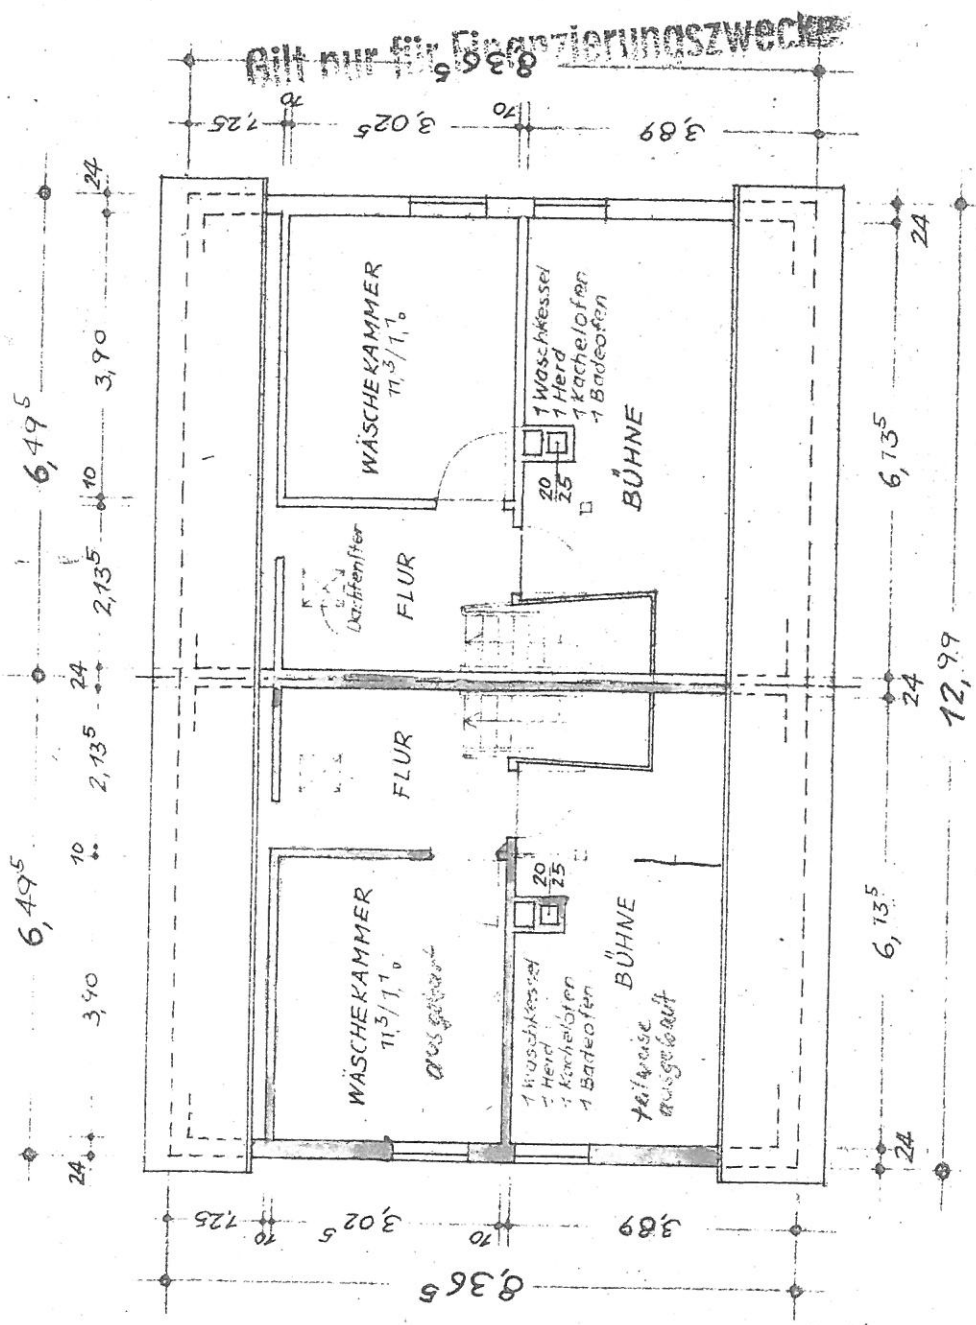 Gilt nur für Finanzierungszwecke
8,36⁵
1,25
10
3,02⁵
10
3,89
24
3,90
10
2,13⁵
24
2,13⁵
10
3,90
24
6,49⁵
6,49⁵
WÄSCHEKAMMER
11,³/1,¹₀
1 Waschkessel
1 Herd
1 Kachelofen
1 Badeofen
20
25
BÜHNE
Dachfenster
FLUR
FLUR
WÄSCHEKAMMER
11,³/1,¹₀
ausgebaut
1 Waschkessel
1 Herd
1 Kachelofen
1 Badeofen
20
25
BÜHNE
teilweise
ausgebaut
24
6,135
24
6,135
24
12,99
1,25
10
3,02⁵
10
3,89
8,36⁵